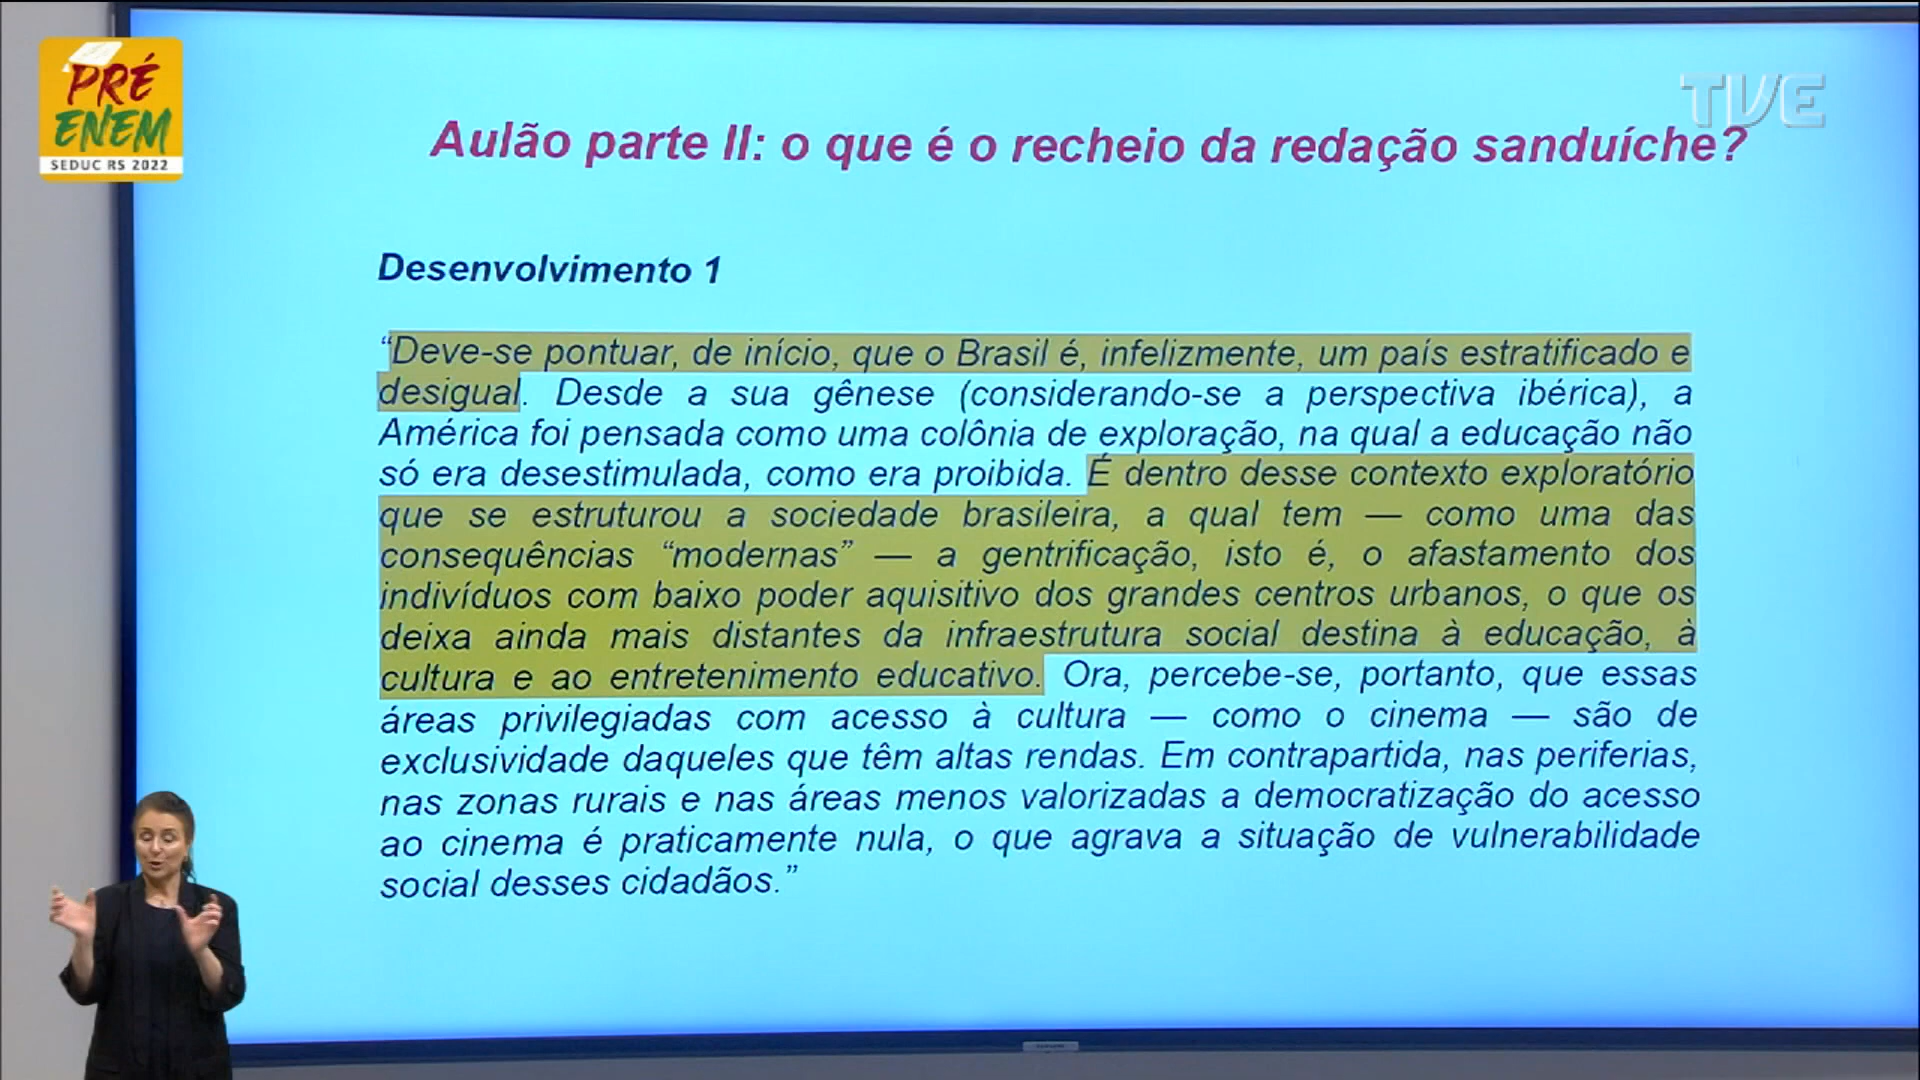 PRÉ
ENEM
SEDUC RS 2022
TVE
Aulão parte II: o que é o recheio da redação sanduíche?
Desenvolvimento 1
“Deve-se pontuar, de início, que o Brasil é, infelizmente, um país estratificado e
desigual. Desde a sua gênese (considerando-se a perspectiva ibérica), a
América foi pensada como uma colônia de exploração, na qual a educação não
só era desestimulada, como era proibida. É dentro desse contexto exploratório
que se estruturou a sociedade brasileira, a qual tem — como uma das
consequências “modernas” — a gentrificação, isto é, o afastamento dos
indivíduos com baixo poder aquisitivo dos grandes centros urbanos, o que os
deixa ainda mais distantes da infraestrutura social destina à educação, à
cultura e ao entretenimento educativo. Ora, percebe-se, portanto, que essas
áreas privilegiadas com acesso à cultura — como o cinema — são de
exclusividade daqueles que têm altas rendas. Em contrapartida, nas periferias,
nas zonas rurais e nas áreas menos valorizadas a democratização do acesso
ao cinema é praticamente nula, o que agrava a situação de vulnerabilidade
social desses cidadãos.”